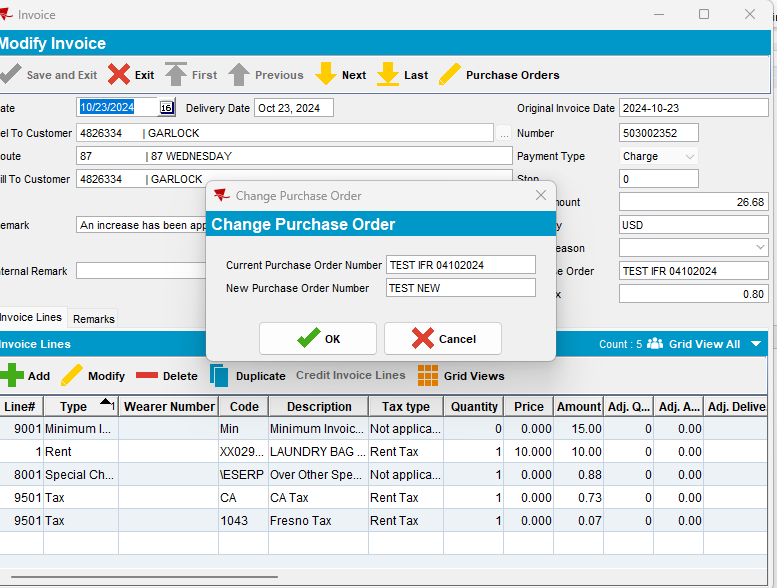 Invoice
Modify Invoice
Save and Exit Exit First Previous Next Last Purchase Orders
ate 10/23/2024 16 Delivery Date Oct 23, 2024 Original Invoice Date 2024-10-23
el To Customer 4826334 | GARLOCK ... Number 503002352
oute 87 | 87 WEDNESDAY Payment Type Charge
ill To Customer 4826334 | GARLOCK Stop 0
Change Purchase Order
ount 26.68
Change Purchase Order
emark An increase has been app y USD
eason
Current Purchase Order Number TEST IFR 04102024
nternal Remark e Order TEST IFR 04102024
New Purchase Order Number TEST NEW
x 0.80
nvoice Lines Remarks
OK Cancel
nvoice Lines Count : 5 Grid View All
Add Modify Delete Duplicate Credit Invoice Lines Grid Views
Line# Type 1 Wearer Number Code Description Tax type Quantity Price Amount Adj. Q... Adj. A... Adj. Delive
9001 Minimum I... Min Minimum Invoic... Not applica... 0 0.000 15.00 0 0.00
1 Rent XX029... LAUNDRY BAG ... Rent Tax 1 10.000 10.00 0 0.00
8001 Special Ch... \ESERP Over Other Spe... Not applica... 1 0.000 0.88 0 0.00
9501 Tax CA CA Tax Rent Tax 1 0.000 0.73 0 0.00
9501 Tax 1043 Fresno Tax Rent Tax 1 0.000 0.07 0 0.00